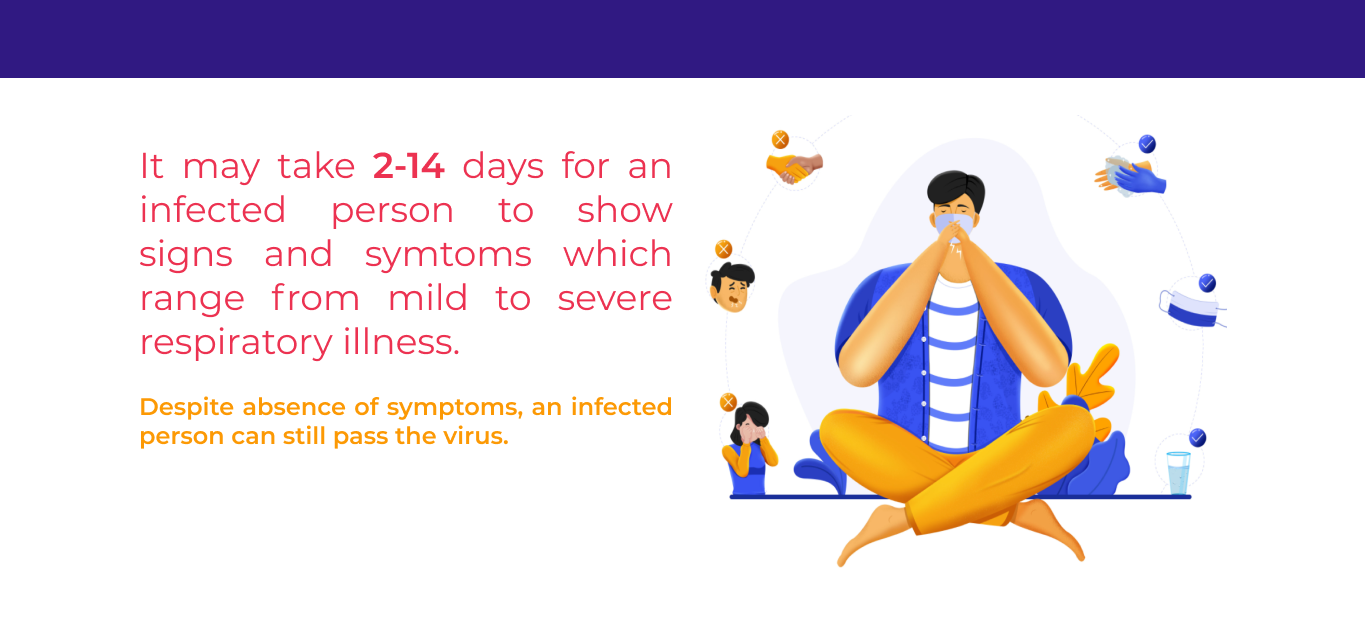 It may take 2-14 days for an
infected person to show
signs and symtoms which
range from mild to severe
respiratory illness.
Despite absence of symptoms, an infected
person can still pass the virus.